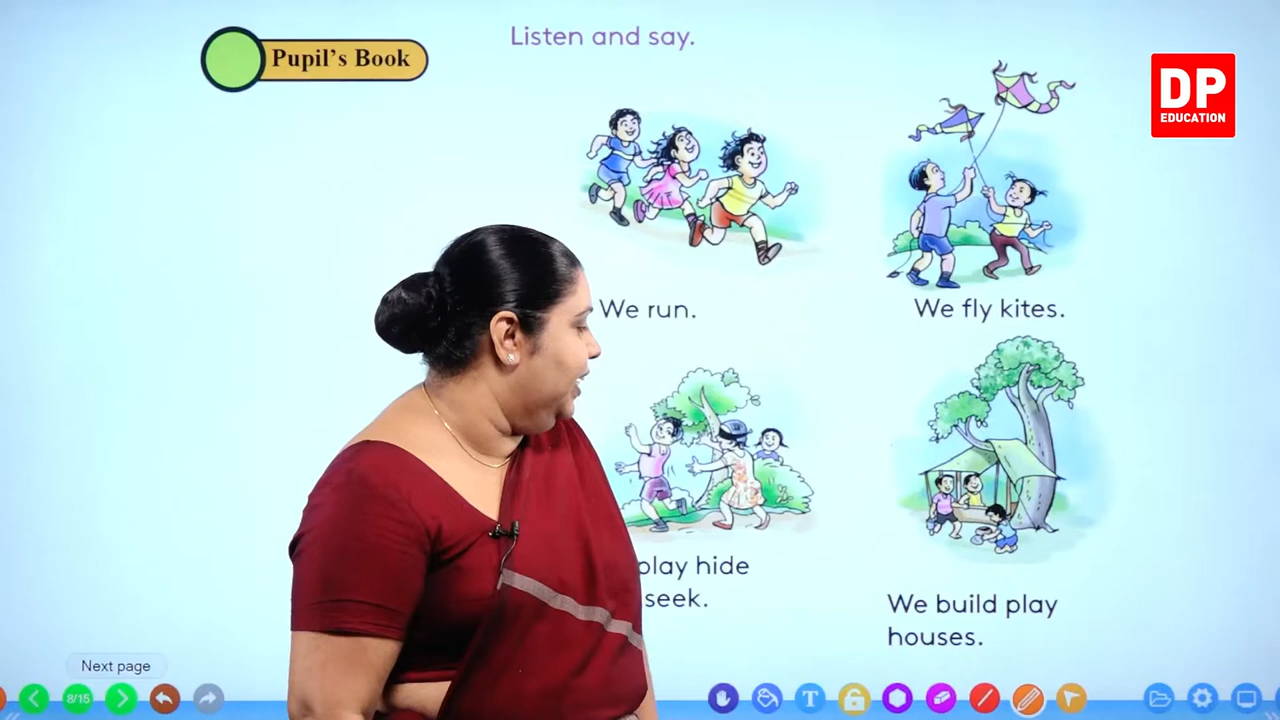 Listen and say.
Pupil's Book
DP
EDUCATION
We run.
We fly kites.
play hide
seek.
We build play
houses.
Next page
8/15
T